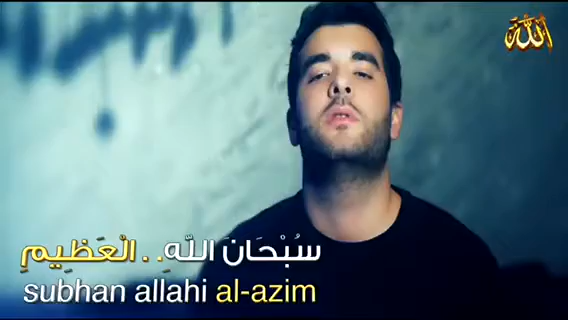 الله
سُبْحَانَ اللّهِ.. الْعَظِيمِ
subhan allahi al-azim